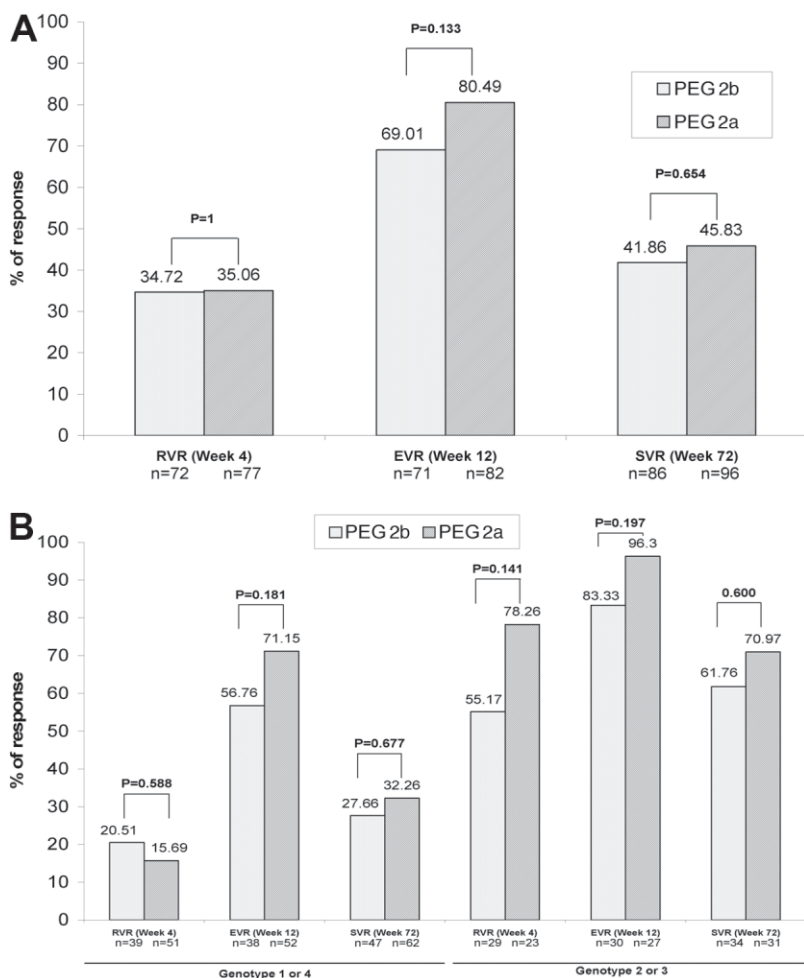 A
100
90
80
70
60
50
40
30
20
10
0
% of response
P=1
34.72 35.06
P=0.133
69.01 80.49
P=0.654
41.86 45.83
PEG 2b
PEG 2a
RVR (Week 4) EVR (Week 12) SVR (Week 72)
n=72 n=77 n=71 n=82 n=86 n=96
B
PEG 2b PEG 2a
100
90
80
70
60
50
40
30
20
10
0
% of response
P=0.588
20.51 15.69
P=0.181
56.76 71.15
P=0.677
27.66 32.26
P=0.141
55.17 78.26
P=0.197
83.33 96.3
0.600
61.76 70.97
RVR (Week 4) EVR (Week 12) SVR (Week 72) RVR (Week 4) EVR (Week 12) SVR (Week 72)
n=39 n=51 n=38 n=52 n=47 n=62 n=29 n=23 n=30 n=27 n=34 n=31
Genotype 1 or 4 Genotype 2 or 3